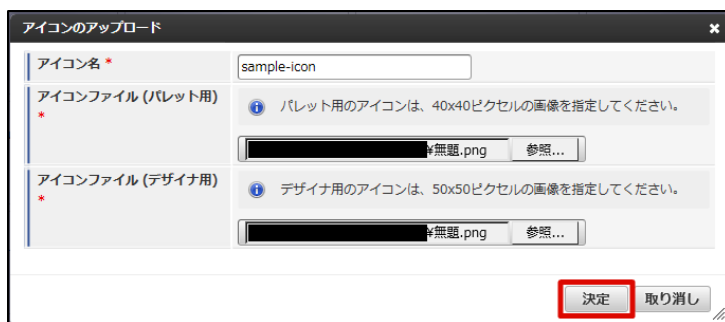 アイコンのアップロード
アイコン名 *
sample-icon
アイコンファイル (パレット用)
*
パレット用のアイコンは、40x40ピクセルの画像を指定してください。
¥無題.png
参照...
アイコンファイル (デザイナ用)
*
デザイナ用のアイコンは、50x50ピクセルの画像を指定してください。
¥無題.png
参照...
決定
取り消し